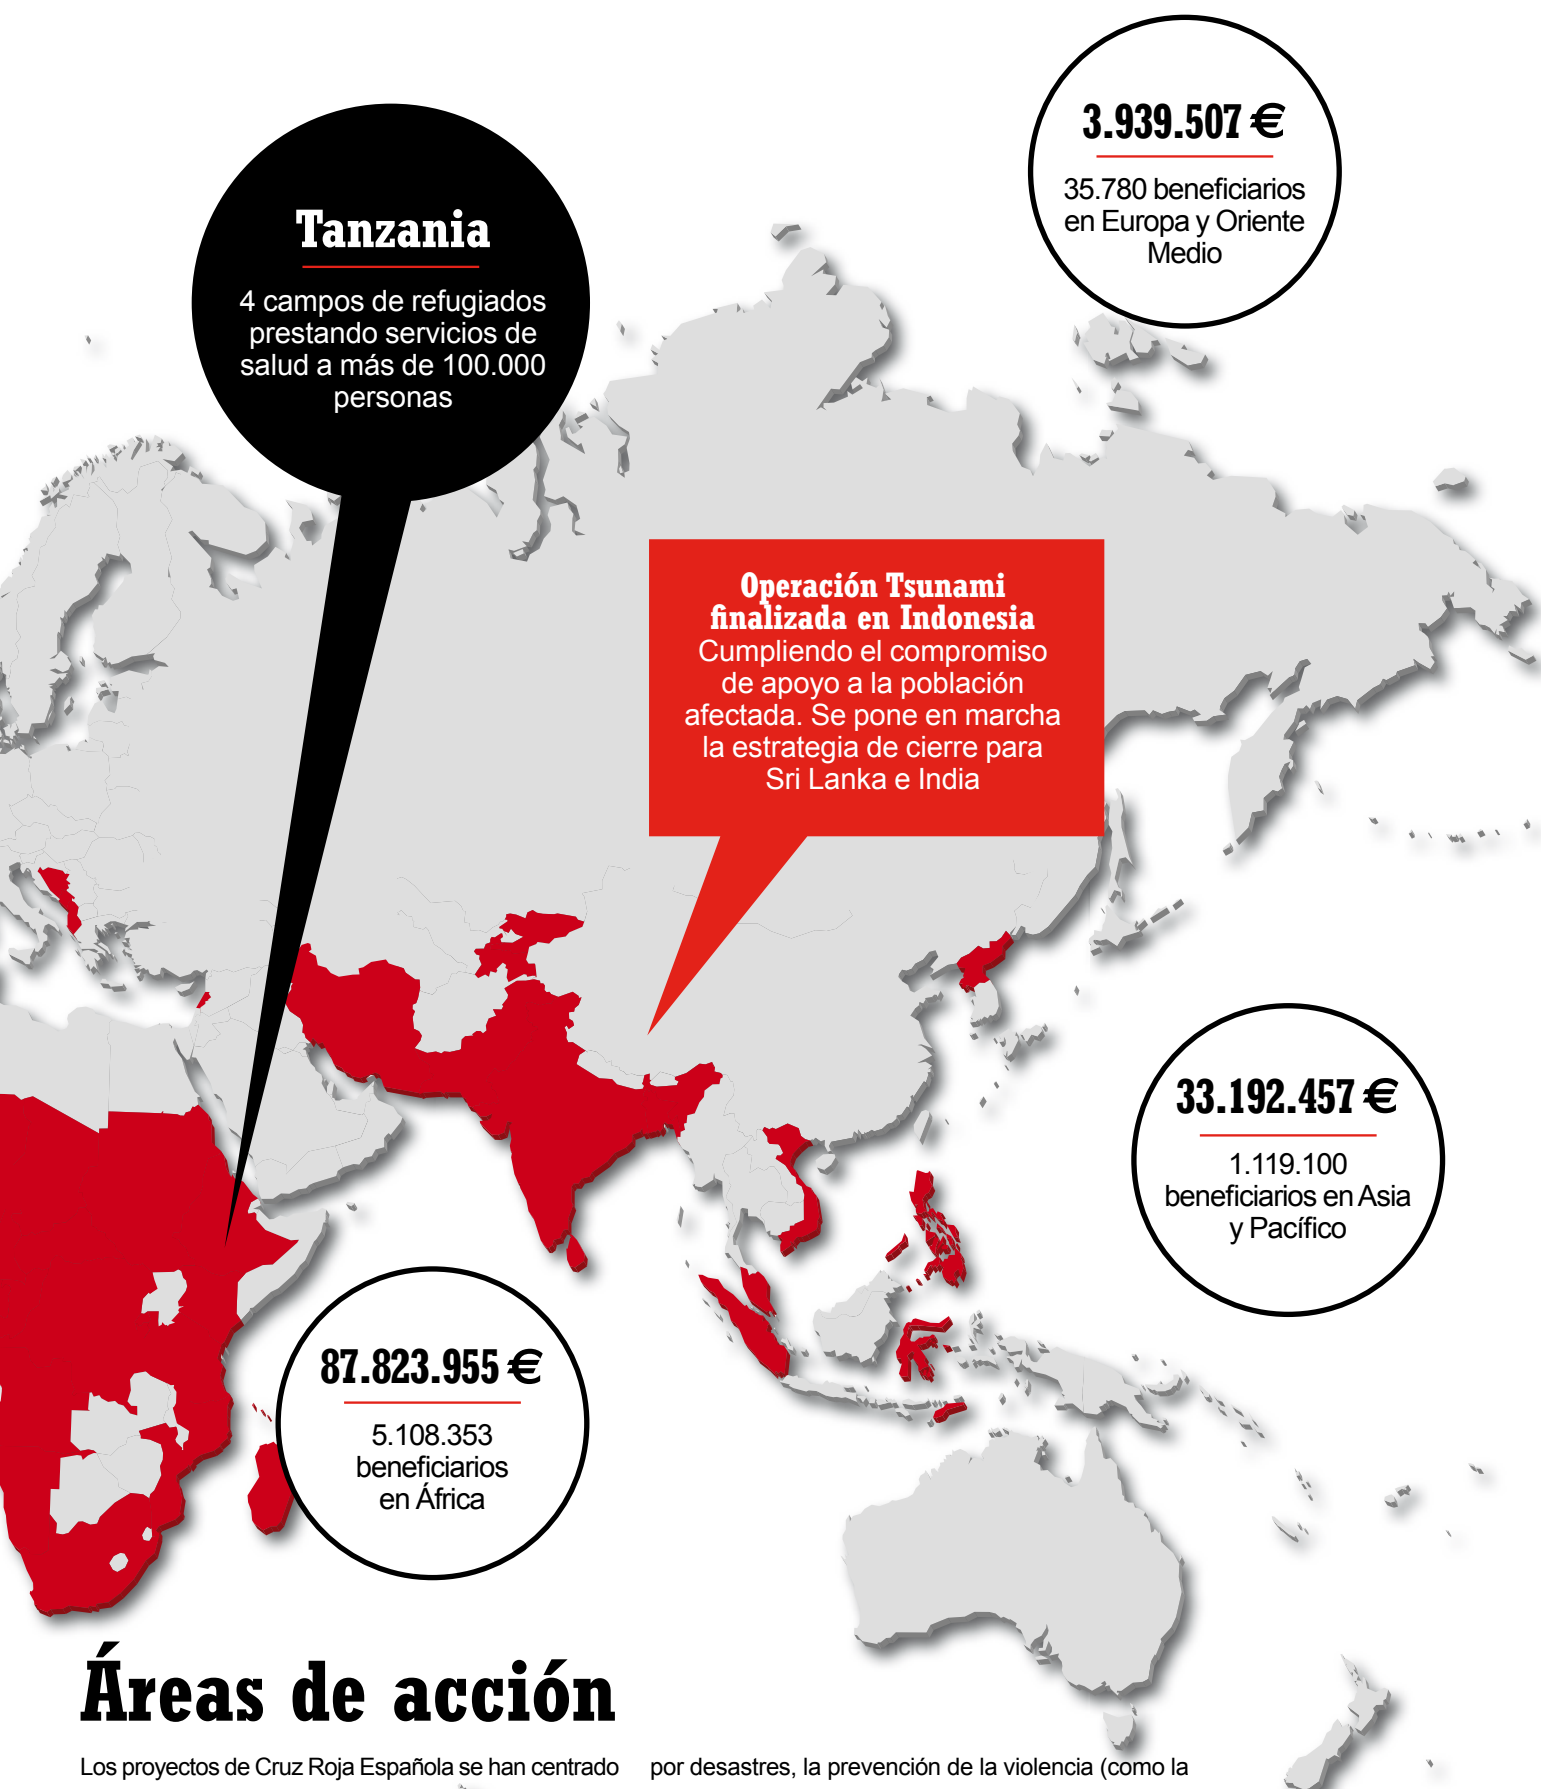 3.939.507 €
35.780 beneficiarios
en Europa y Oriente
Medio
Tanzania
4 campos de refugiados
prestando servicios de
salud a más de 100.000
personas
Operación Tsunami
finalizada en Indonesia
Cumpliendo el compromiso
de apoyo a la población
afectada. Se pone en marcha
la estrategia de cierre para
Sri Lanka e India
33.192.457 €
1.119.100
beneficiarios en Asia
y Pacífico
87.823.955 €
5.108.353
beneficiarios
en África
Áreas de acción
Los proyectos de Cruz Roja Española se han centrado
por desastres, la prevención de la violencia (como la